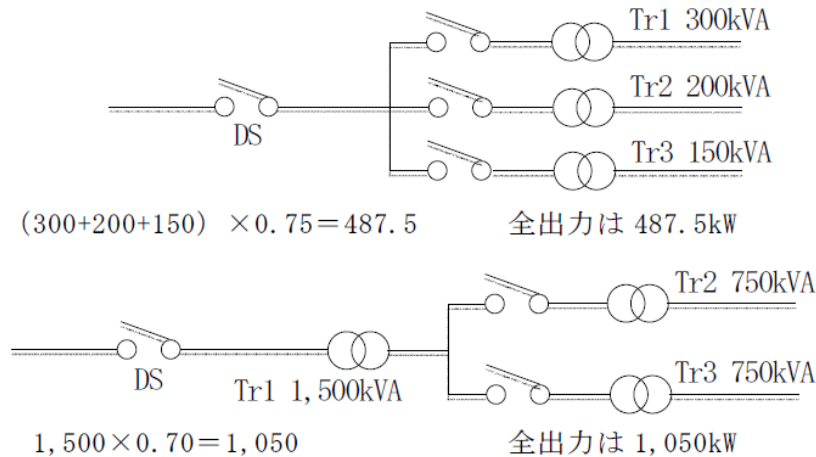 Tr1 300kVA
Tr2 200kVA
DS
Tr3 150kVA
(300+200+150) ×0.75=487.5 全出力は 487.5kW
Tr2 750kVA
DS
Tr1 1,500kVA
Tr3 750kVA
1,500×0.70=1,050 全出力は 1,050kW